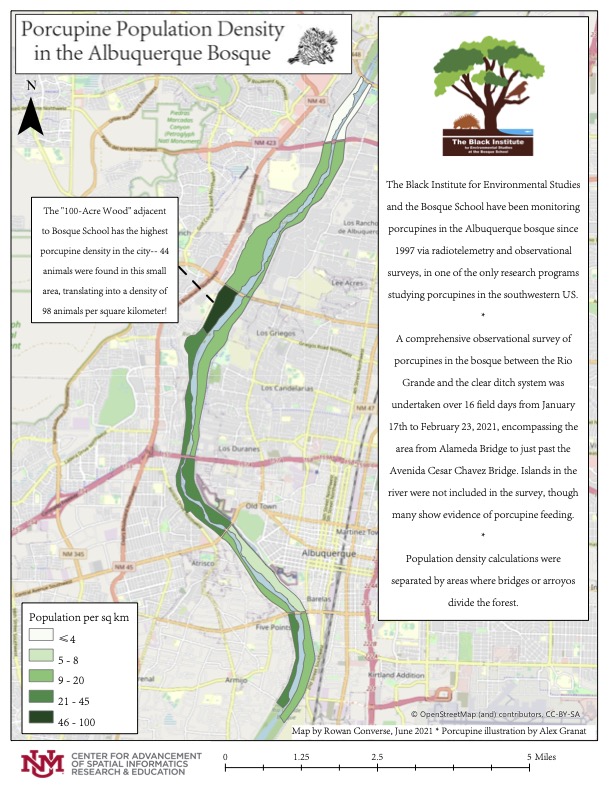 Porcupine Population Density
in the Albuquerque Bosque
N
The "100-Acre Wood" adjacent
to Bosque School has the highest
porcupine density in the city-- 44
animals were found in this small
area, translating into a density of
98 animals per square kilometer!
The Black Institute
for Environmental Studies
at the Bosque School
The Black Institute for Environmental Studies
and the Bosque School have been monitoring
porcupines in the Albuquerque bosque since
1997 via radiotelemetry and observational
surveys, in one of the only research programs
studying porcupines in the southwestern US.
*
A comprehensive observational survey of
porcupines in the bosque between the Rio
Grande and the clear ditch system was
undertaken over 16 field days from January
17th to February 23, 2021, encompassing the
area from Alameda Bridge to just past the
Avenida Cesar Chavez Bridge. Islands in the
river were not included in the survey, though
many show evidence of porcupine feeding.
*
Population density calculations were
separated by areas where bridges or arroyos
divide the forest.
NM 45
Piedras
Marcadas
Canyon
(Petroglyph
Natl Monument)
NM 423
Los Ranchos
de Albuquerque
Lee Acres
Los Griegos
Griegos Road Northwest
Los Candelarias
NM 47
Los Duranes
Old Town
Martinez Town
NM 345
Albuquerque
Atrisco
Central Avenue Southwest
Barelas
Five Points
Kirtland Addition
Armijo
Population per sq km
≤ 4
5 - 8
9 - 20
21 - 45
46 - 100
© OpenStreetMap (and) contributors, CC-BY-SA
Map by Rowan Converse, June 2021 * Porcupine illustration by Alex Granat
UNM
CENTER FOR ADVANCEMENT
OF SPATIAL INFORMATICS
RESEARCH & EDUCATION
0 1.25 2.5 5 Miles